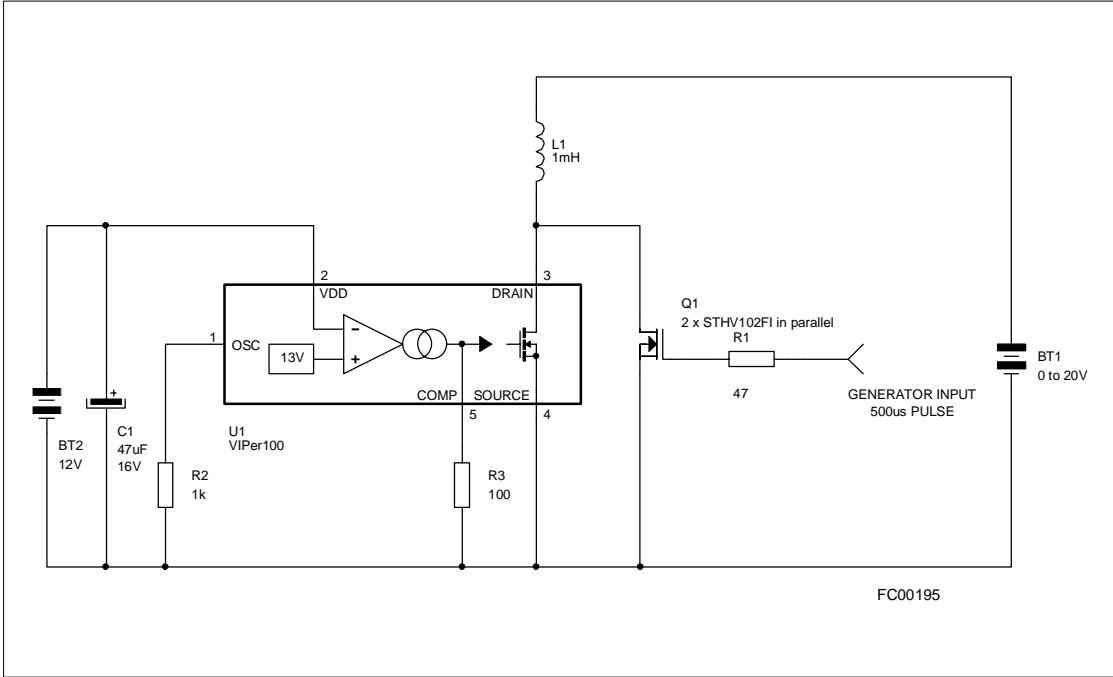 L1
1mH
2
3
VDD
DRAIN
Q1
2 x STHV102FI in parallel
1
OSC
-
R1
13V
+
BT1
0 to 20V
+
COMP
SOURCE
47
GENERATOR INPUT
500us PULSE
5
4
U1
VIPer100
BT2
12V
C1
47uF
16V
R2
1k
R3
100
FC00195